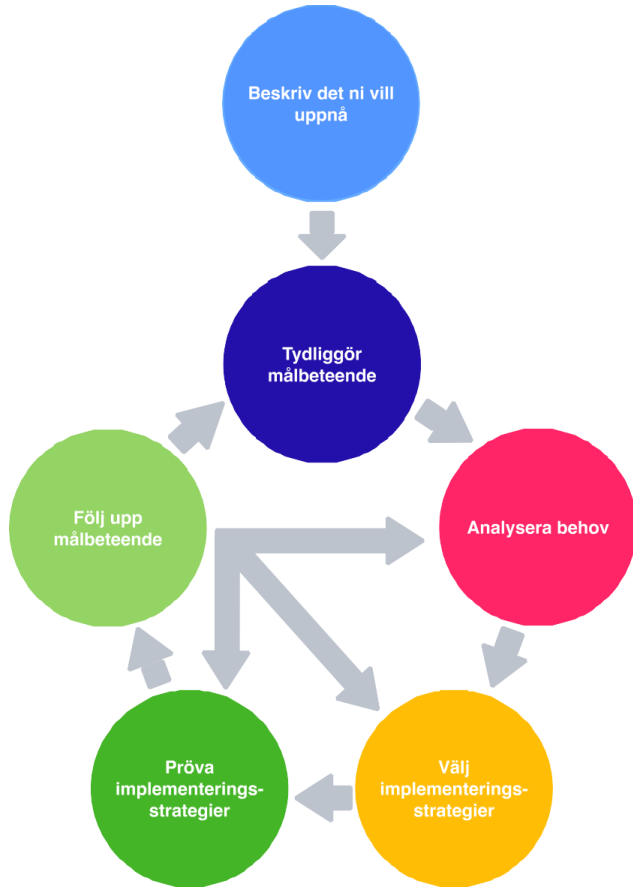 Beskriv det ni vill
uppnå
Tydliggör
målbeteende
Analysera behov
Välj
implementerings-
strategier
Pröva
implementerings-
strategier
Följ upp
målbeteende